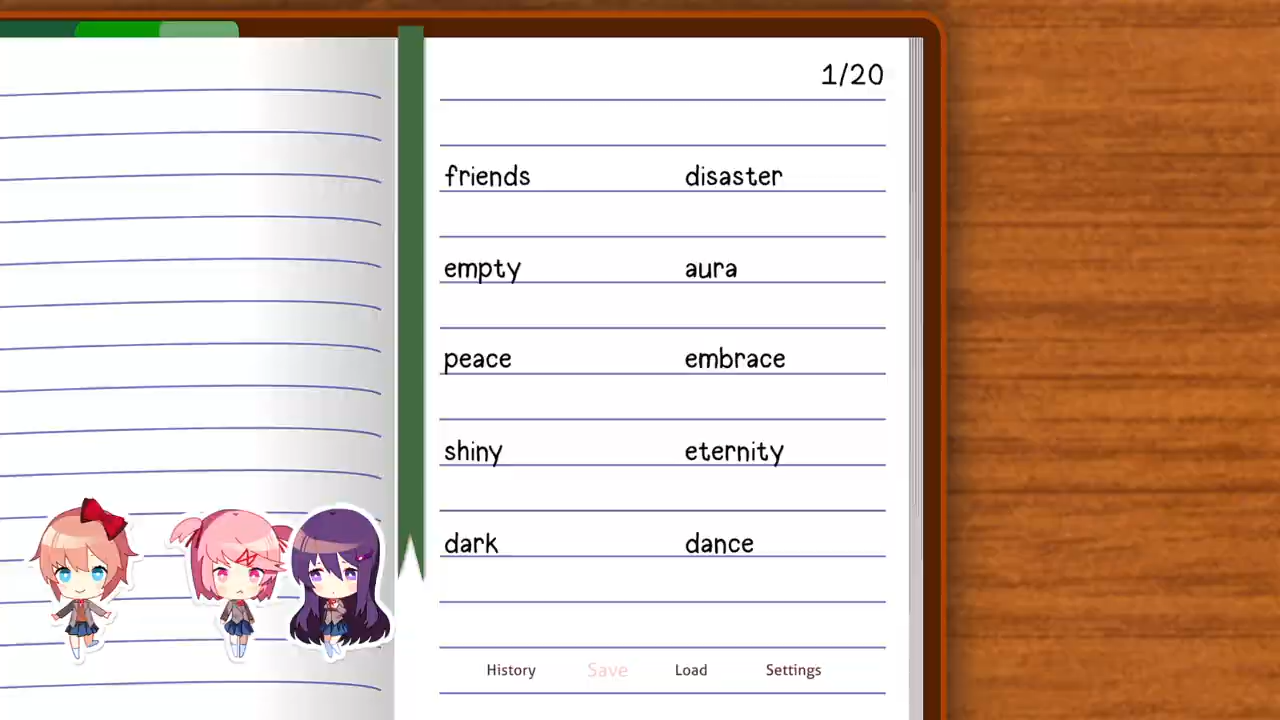 1/20
friends disaster
empty aura
peace embrace
shiny eternity
dark dance
History Save Load Settings